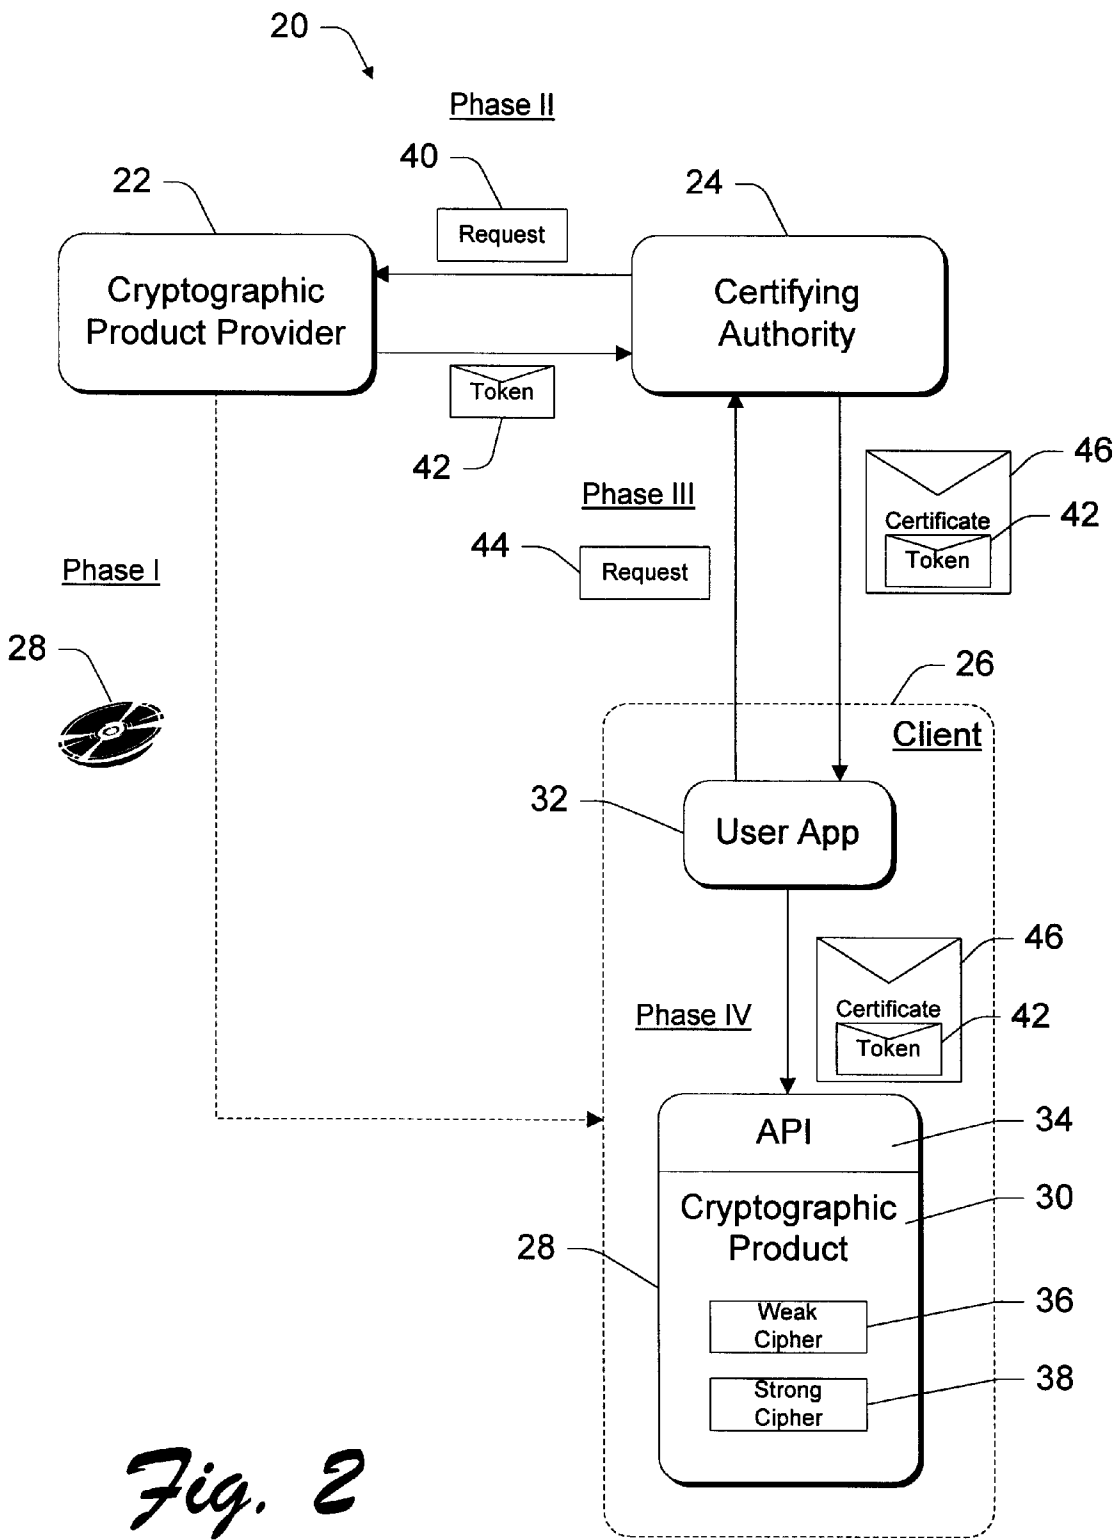 20
Phase II
40
22
24
Request
Cryptographic
Product Provider
Certifying
Authority
Token
42
46
Phase III
Certificate
42
Token
44
Request
Phase I
28
26
Client
32
User App
46
Phase IV
Certificate
42
Token
API
34
Cryptographic
Product
30
28
Weak
Cipher
36
Strong
Cipher
38
Fig. 2